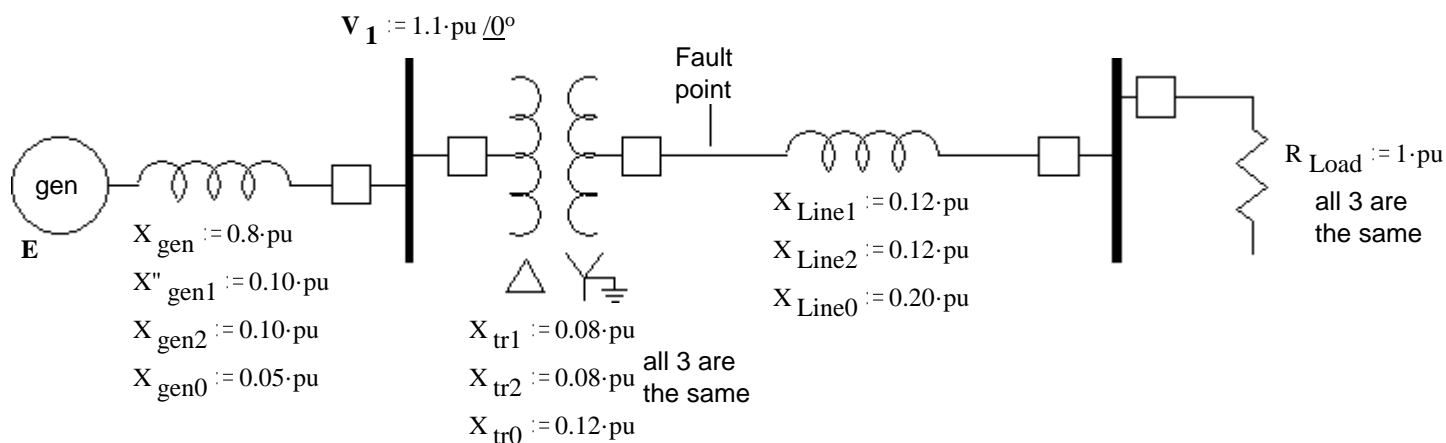 V 1 := 1.1·pu /0º
Fault
point
gen
E
X gen := 0.8·pu
X" gen1 := 0.10·pu
X gen2 := 0.10·pu
X gen0 := 0.05·pu
X tr1 := 0.08·pu
X tr2 := 0.08·pu
X tr0 := 0.12·pu
all 3 are
the same
X Line1 := 0.12·pu
X Line2 := 0.12·pu
X Line0 := 0.20·pu
R Load := 1·pu
all 3 are
the same